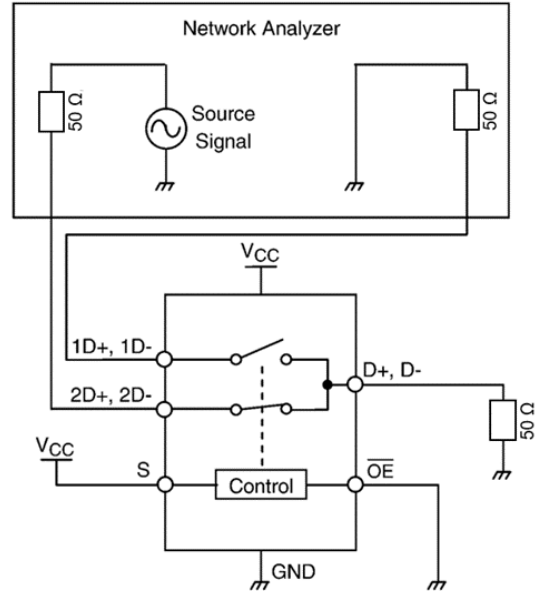 Network Analyzer
50 Ω
Source
Signal
50 Ω
VCC
1D+, 1D-
D+, D-
2D+, 2D-
50 Ω
VCC
S
Control
OE
GND